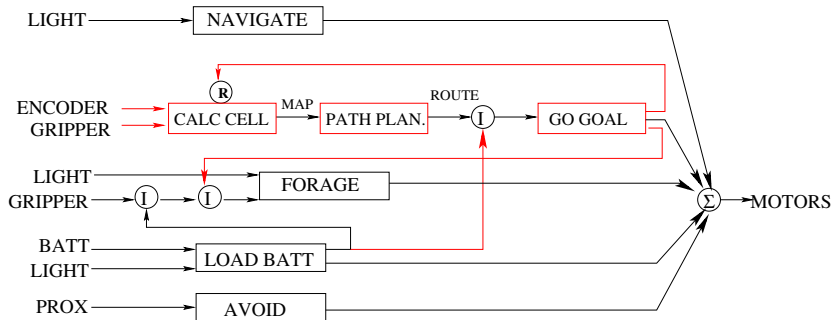 LIGHT NAVIGATE
R
ENCODER MAP ROUTE
GRIPPER CALC CELL PATH PLAN. I GO GOAL
LIGHT FORAGE
GRIPPER I I Σ MOTORS
BATT
LIGHT LOAD BATT
PROX AVOID